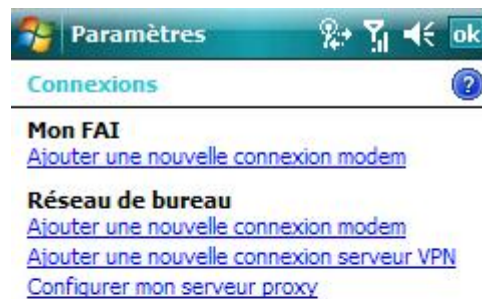 Paramètres ok
Connexions ?
Mon FAI
Ajouter une nouvelle connexion modem
Réseau de bureau
Ajouter une nouvelle connexion modem
Ajouter une nouvelle connexion serveur VPN
Configurer mon serveur proxy